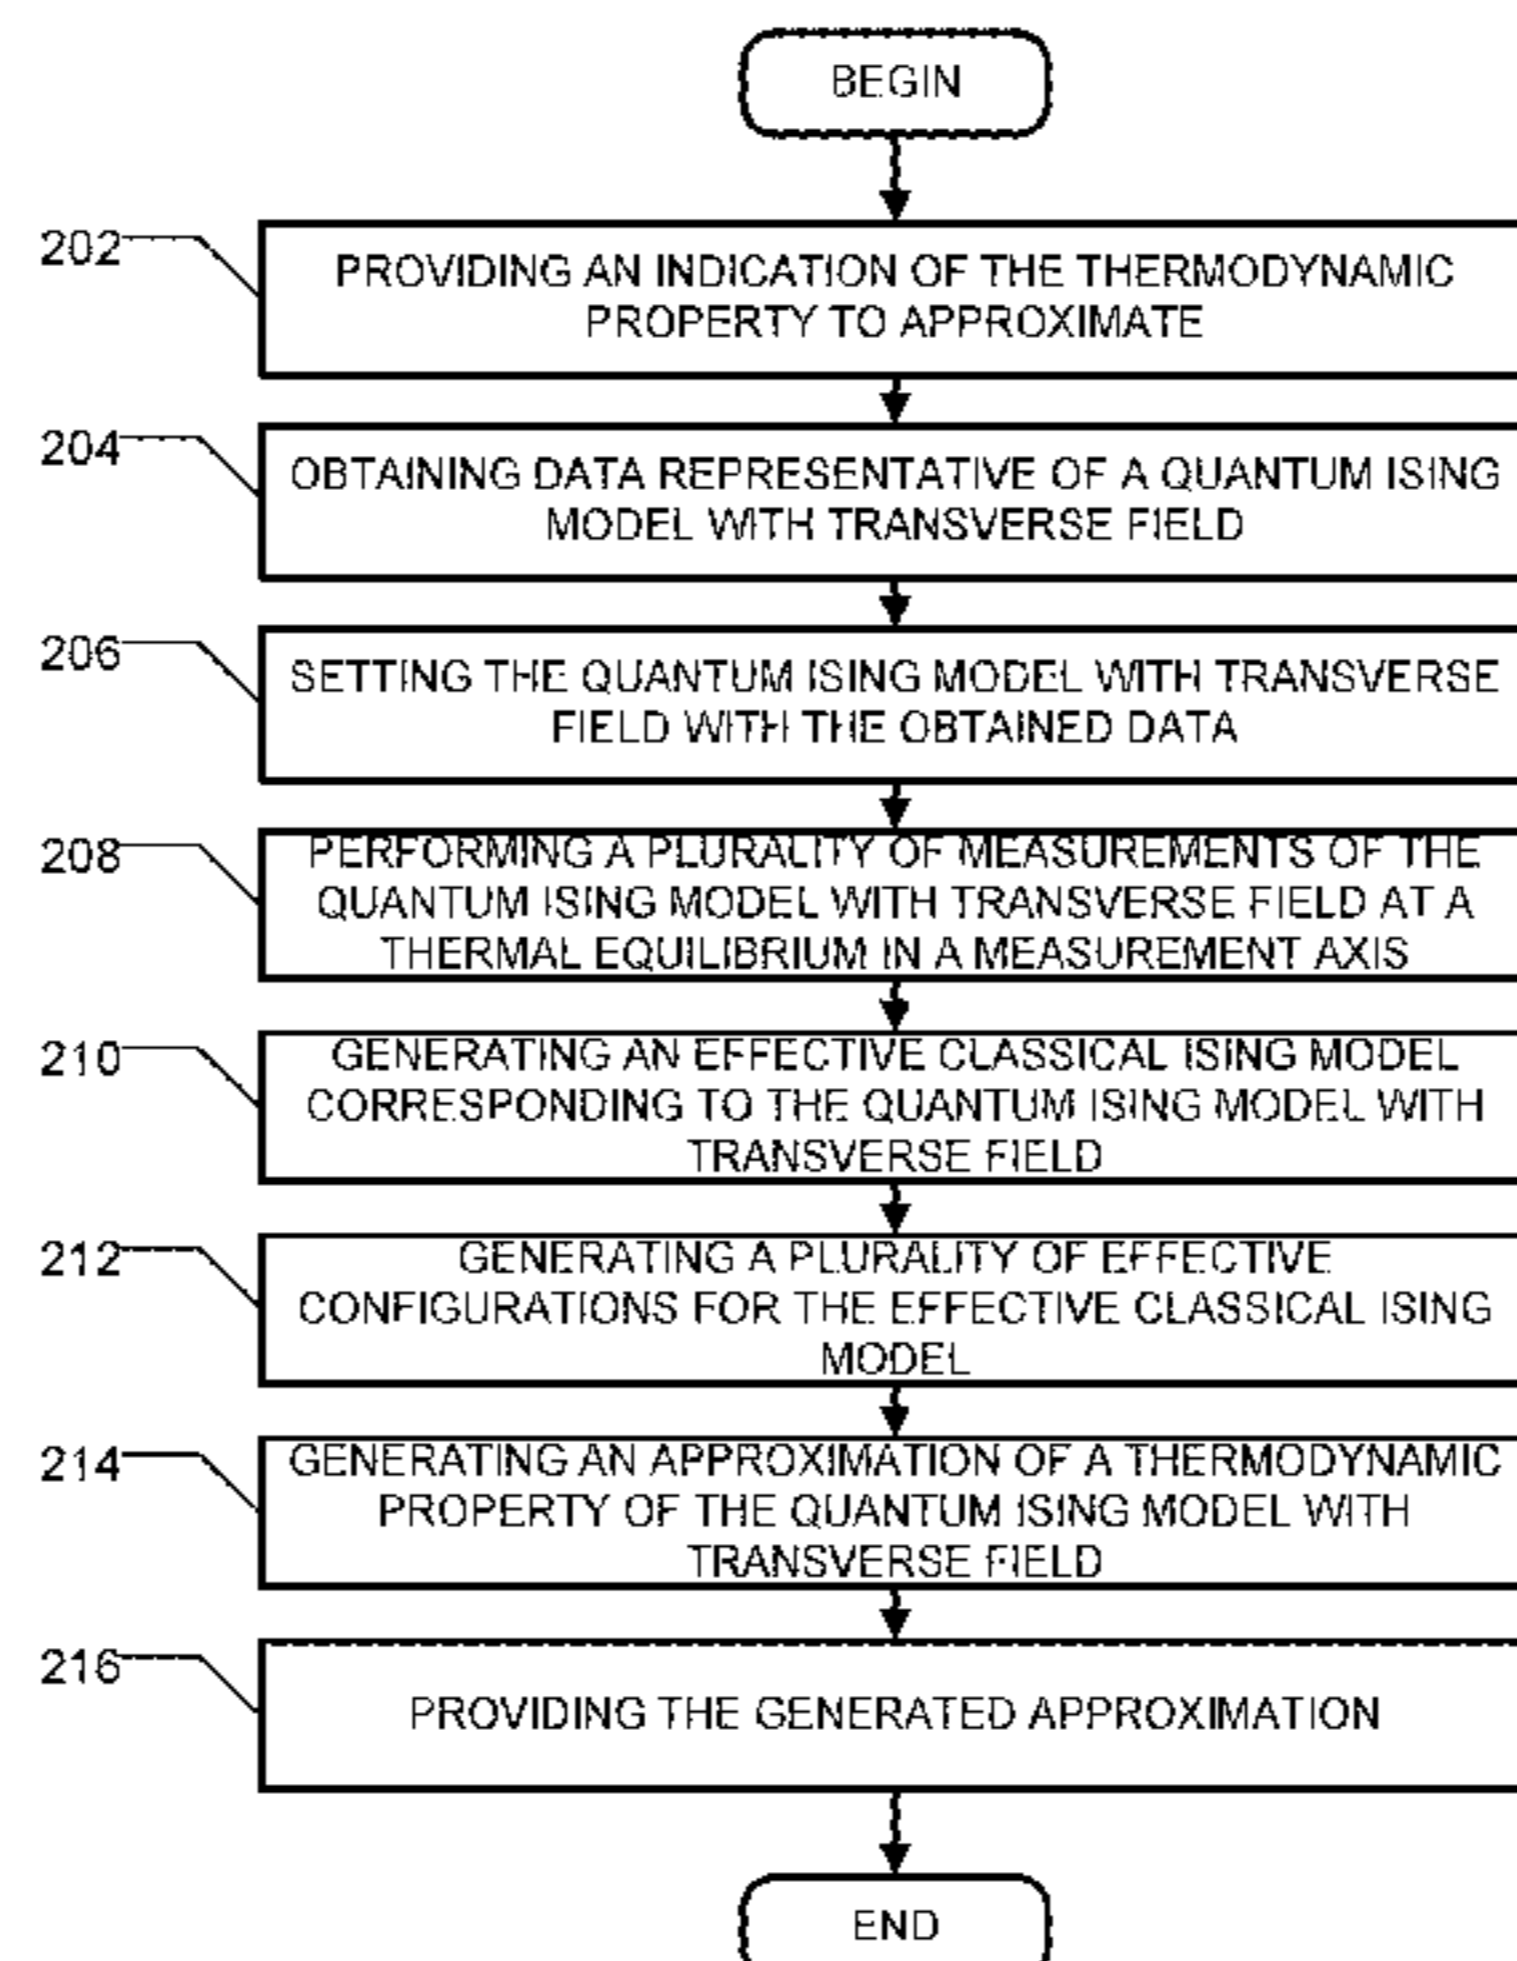 BEGIN
202
PROVIDING AN INDICATION OF THE THERMODYNAMIC
PROPERTY TO APPROXIMATE
204
OBTAINING DATA REPRESENTATIVE OF A QUANTUM ISING
MODEL WITH TRANSVERSE FIELD
206
SETTING THE QUANTUM ISING MODEL WITH TRANSVERSE
FIELD WITH THE OBTAINED DATA
208
PERFORMING A PLURALITY OF MEASUREMENTS OF THE
QUANTUM ISING MODEL WITH TRANSVERSE FIELD AT A
THERMAL EQUILIBRIUM IN A MEASUREMENT AXIS
210
GENERATING AN EFFECTIVE CLASSICAL ISING MODEL
CORRESPONDING TO THE QUANTUM ISING MODEL WITH
TRANSVERSE FIELD
212
GENERATING A PLURALITY OF EFFECTIVE
CONFIGURATIONS FOR THE EFFECTIVE CLASSICAL ISING
MODEL
214
GENERATING AN APPROXIMATION OF A THERMODYNAMIC
PROPERTY OF THE QUANTUM ISING MODEL WITH
TRANSVERSE FIELD
216
PROVIDING THE GENERATED APPROXIMATION
END